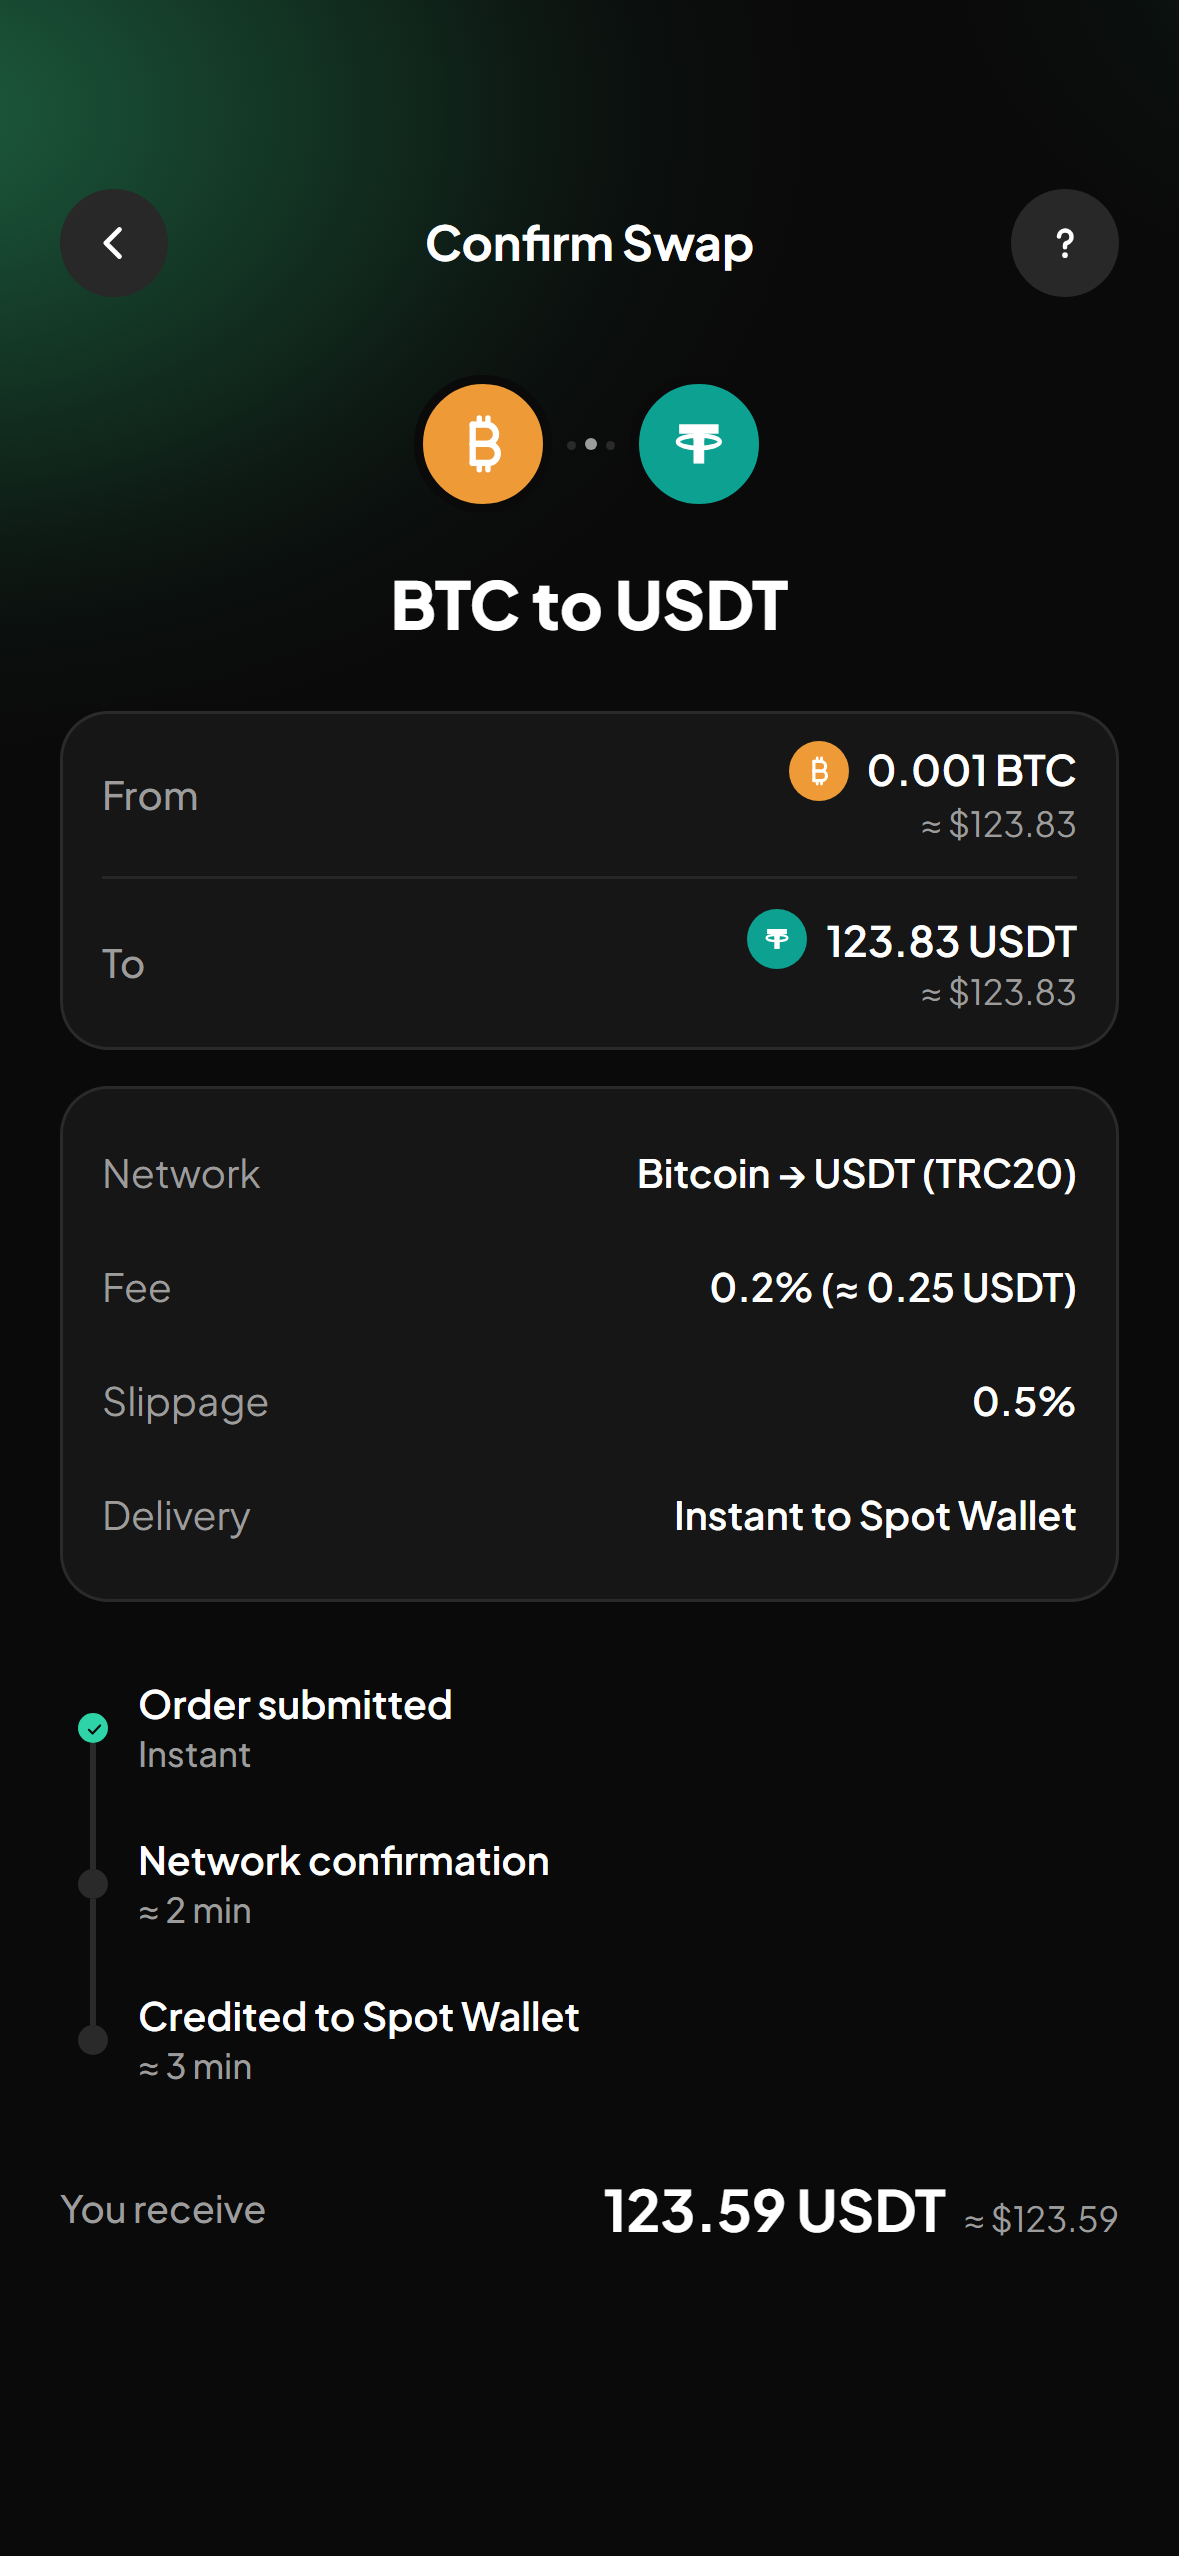 Confirm Swap
?
BTC to USDT
From
0.001 BTC
≈ $123.83
To
123.83 USDT
≈ $123.83
Network
Bitcoin → USDT (TRC20)
Fee
0.2% (≈ 0.25 USDT)
Slippage
0.5%
Delivery
Instant to Spot Wallet
Order submitted
Instant
Network confirmation
≈ 2 min
Credited to Spot Wallet
≈ 3 min
You receive
123.59 USDT ≈ $123.59